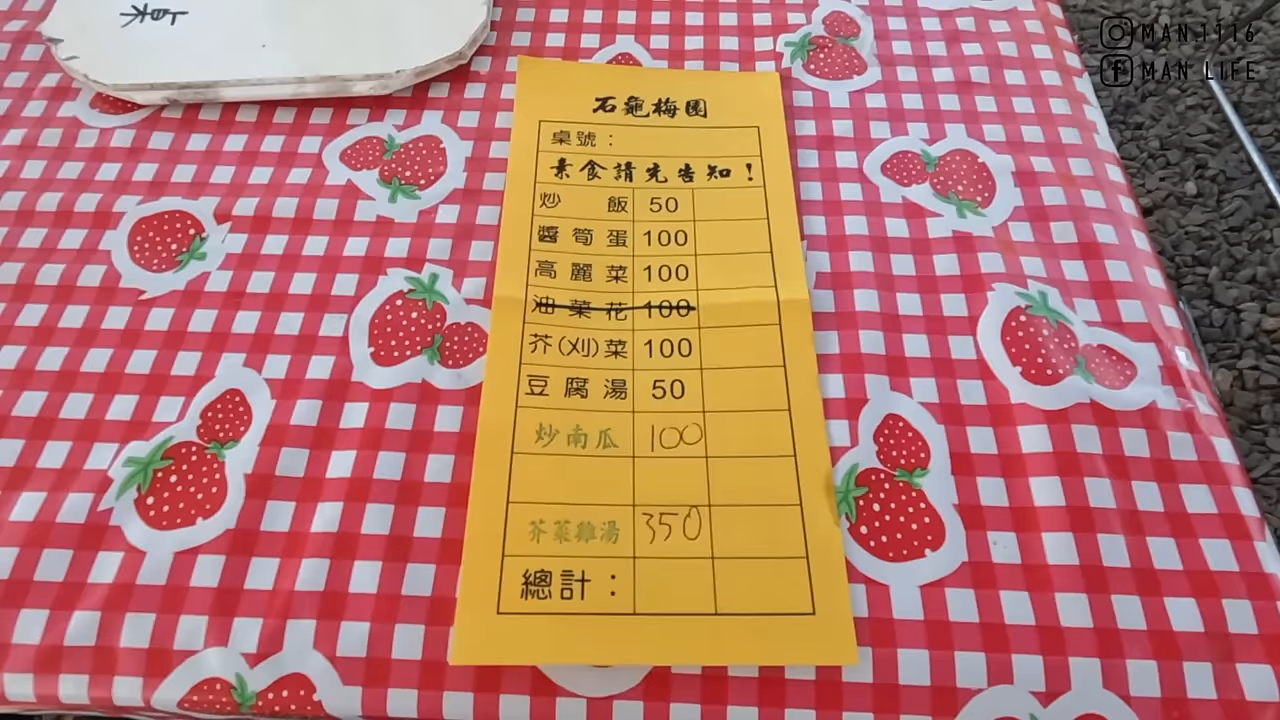 MAN.1116
MAN LIFE
石龜梅園
桌號：
素食請先告知！
炒飯 50
醬筍蛋 100
高麗菜 100
油菜花 100
芥(刈)菜 100
豆腐湯 50
炒南瓜 100
芥菜雞湯 350
總計：